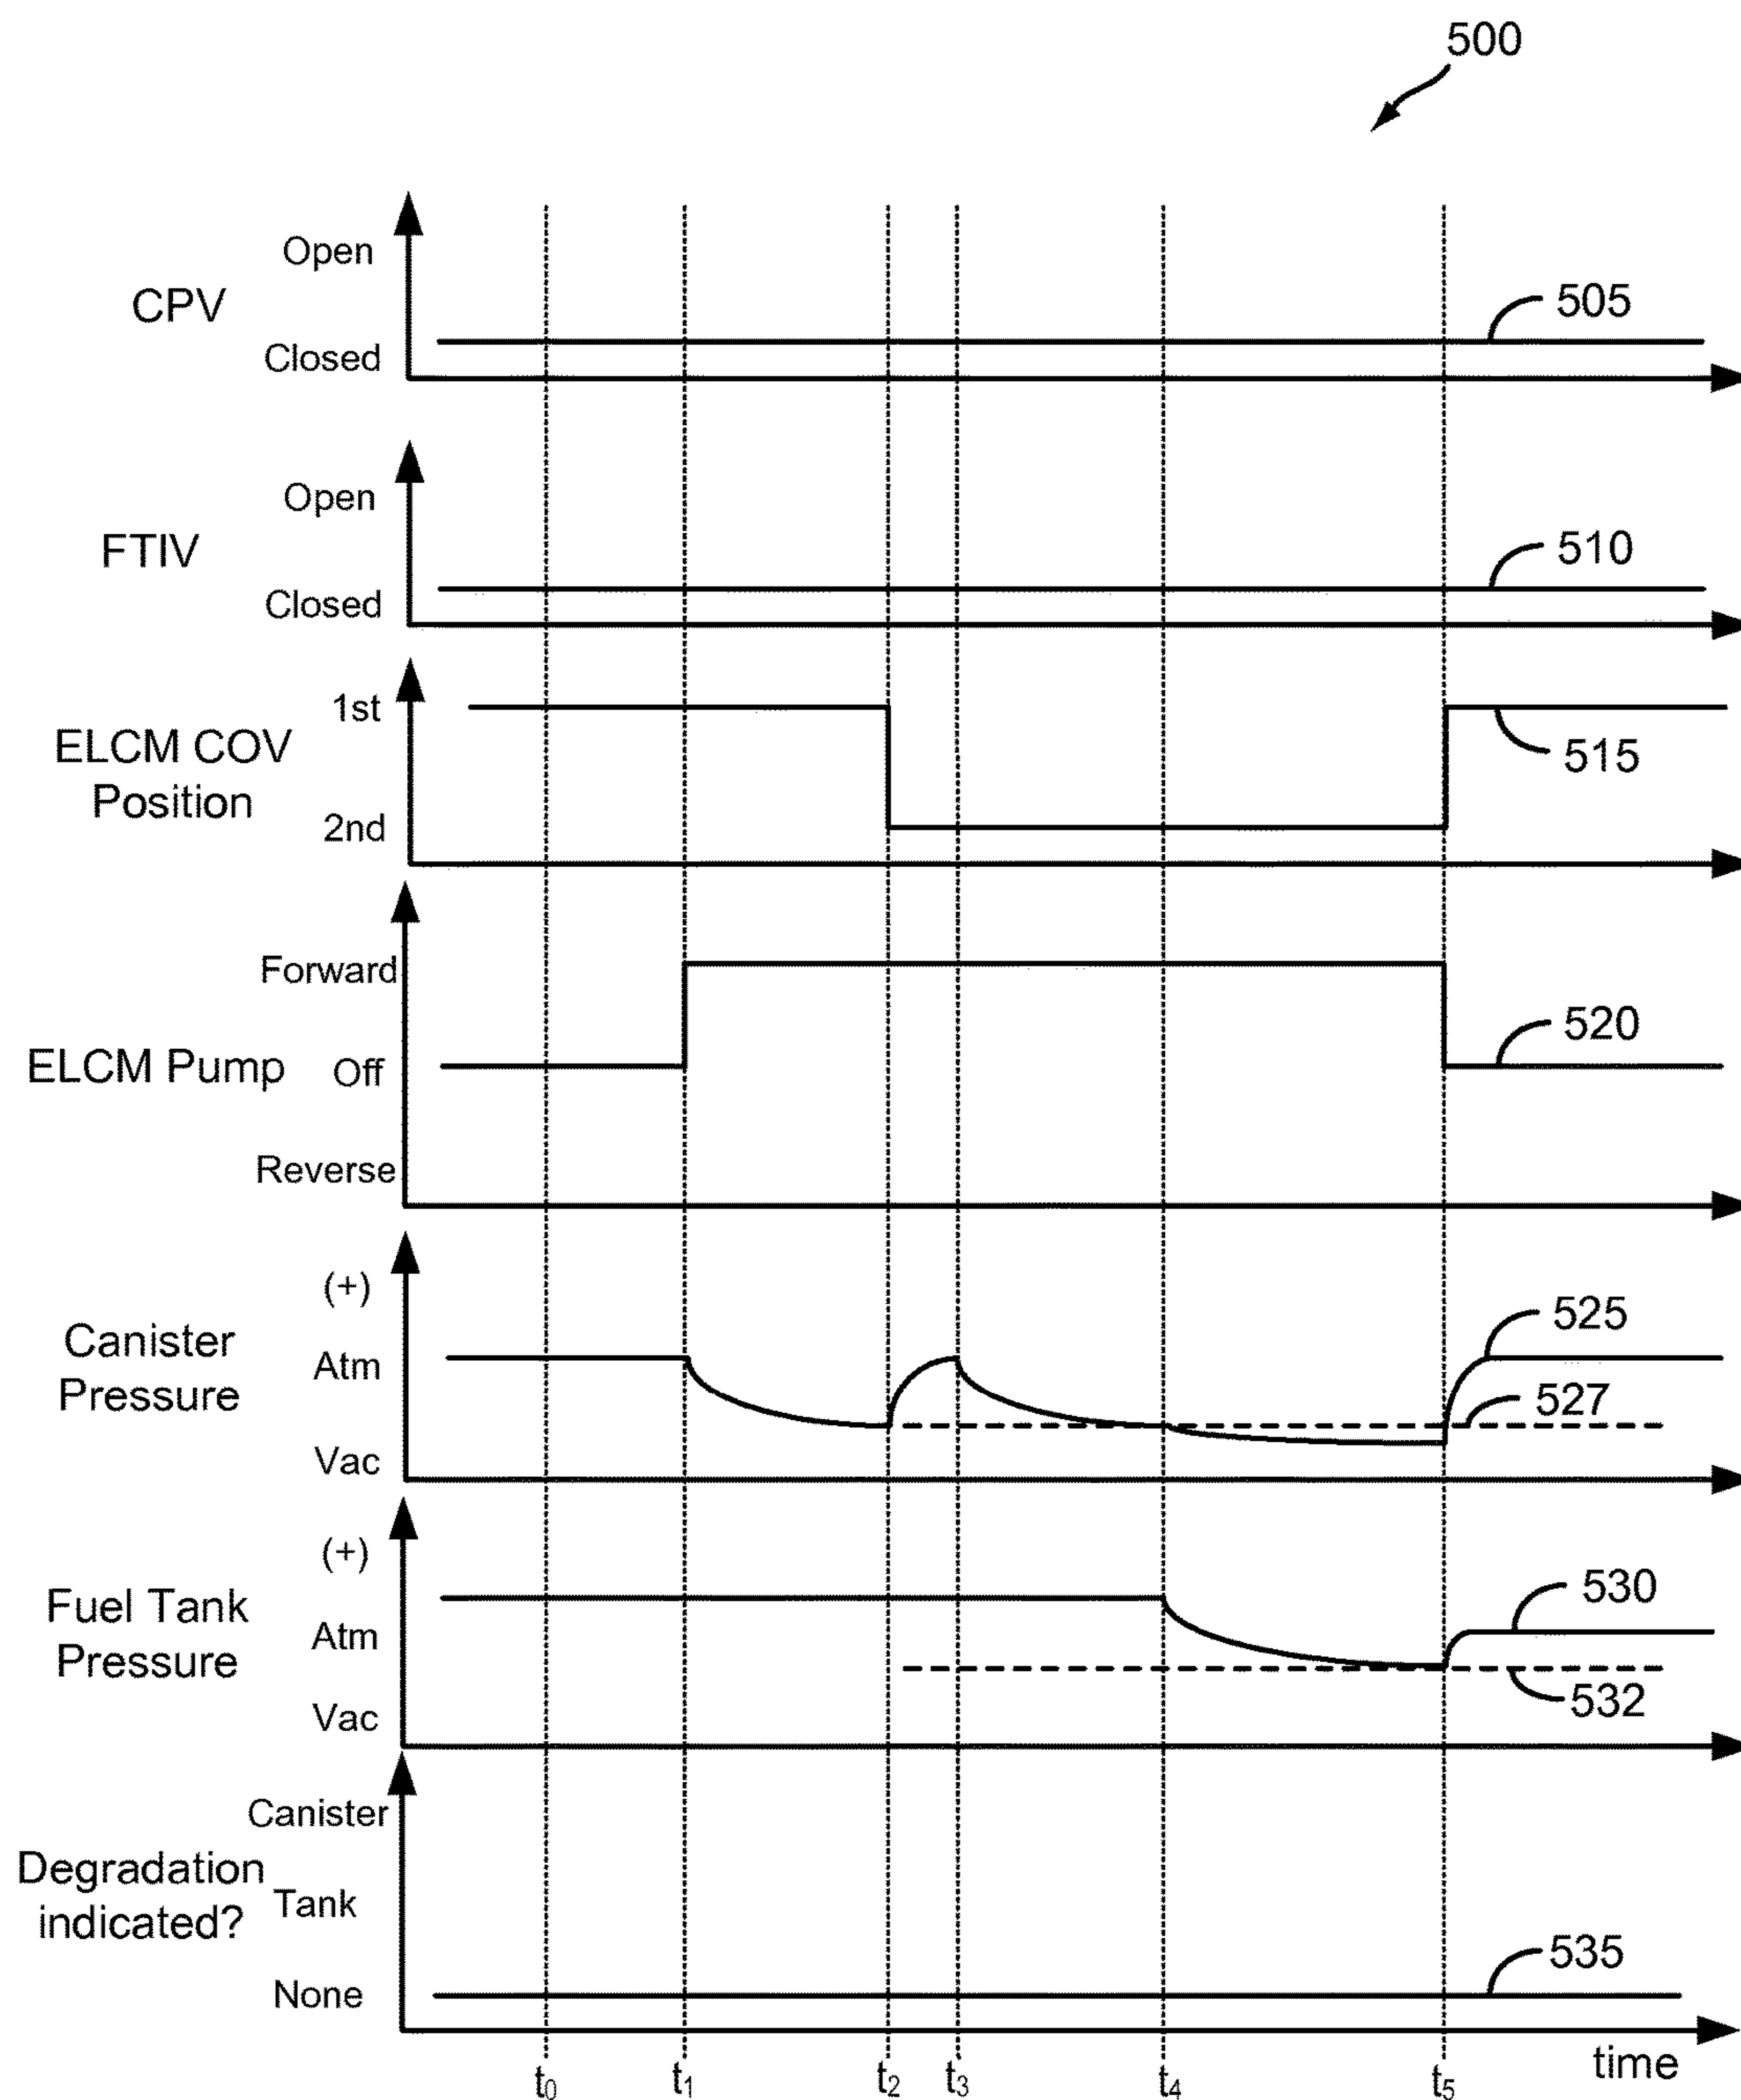 500
CPV
Open
Closed
505
FTIV
Open
Closed
510
ELCM COV
Position
1st
2nd
515
ELCM Pump
Forward
Off
Reverse
520
Canister
Pressure
(+)
Atm
Vac
525
527
Fuel Tank
Pressure
(+)
Atm
Vac
530
532
Degradation
indicated?
Canister
Tank
None
535
t0 t1 t2 t3 t4 t5 time